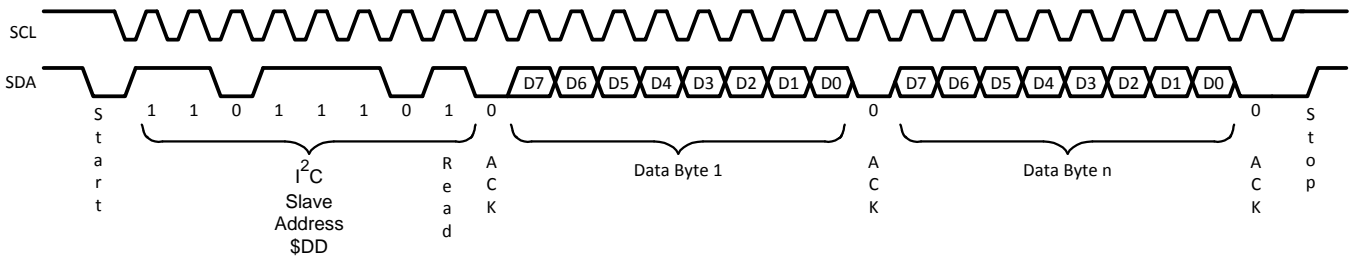 SCL
SDA
D7 D6 D5 D4 D3 D2 D1 D0
D7 D6 D5 D4 D3 D2 D1 D0
Start
1 1 0 1 1 1 0 1 0 0 0
Stop
I2C
Slave
Address
$DD
Read
ACK
Data Byte 1
ACK
Data Byte n
ACK